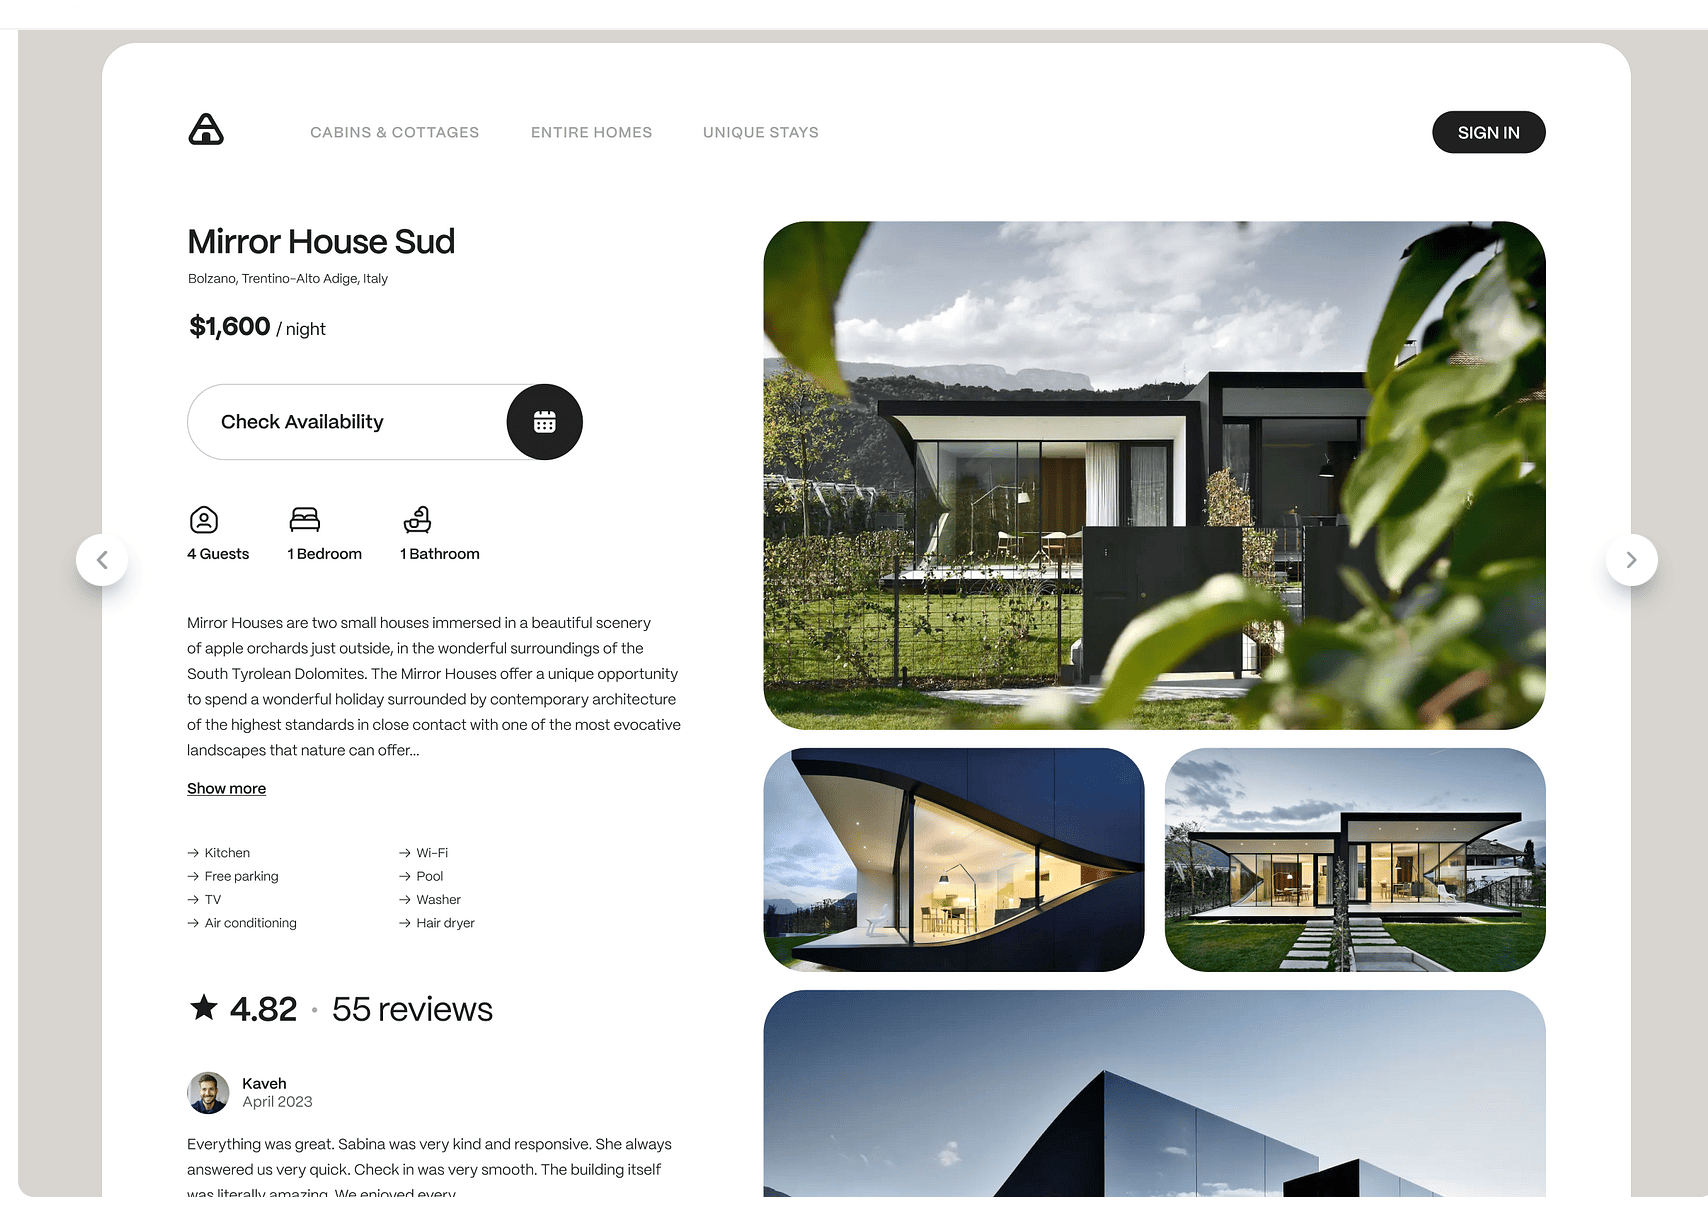 CABINS & COTTAGES
ENTIRE HOMES
UNIQUE STAYS
SIGN IN
Mirror House Sud
Bolzano, Trentino-Alto Adige, Italy
$1,600 / night
Check Availability
4 Guests
1 Bedroom
1 Bathroom
Mirror Houses are two small houses immersed in a beautiful scenery
of apple orchards just outside, in the wonderful surroundings of the
South Tyrolean Dolomites. The Mirror Houses offer a unique opportunity
to spend a wonderful holiday surrounded by contemporary architecture
of the highest standards in close contact with one of the most evocative
landscapes that nature can offer...
Show more
→ Kitchen
→ Free parking
→ TV
→ Air conditioning
→ Wi-Fi
→ Pool
→ Washer
→ Hair dryer
★ 4.82 • 55 reviews
Kaveh
April 2023
Everything was great. Sabina was very kind and responsive. She always
answered us very quick. Check in was very smooth. The building itself
was literally amazing. We enjoyed every